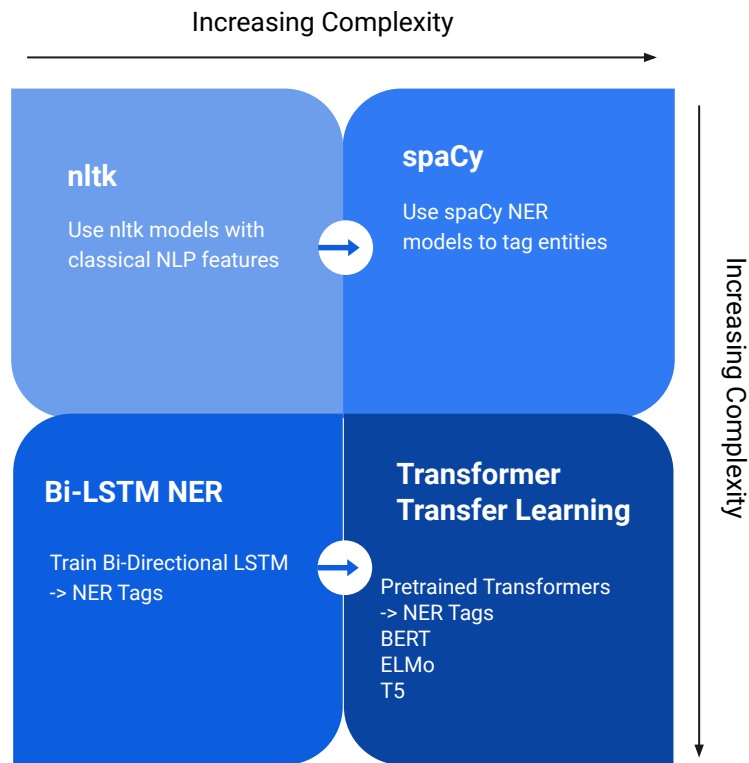 Increasing Complexity
nltk
Use nltk models with
classical NLP features
spaCy
Use spaCy NER
models to tag entities
Increasing Complexity
Bi-LSTM NER
Train Bi-Directional LSTM
-> NER Tags
Transformer
Transfer Learning
Pretrained Transformers
-> NER Tags
BERT
ELMo
T5